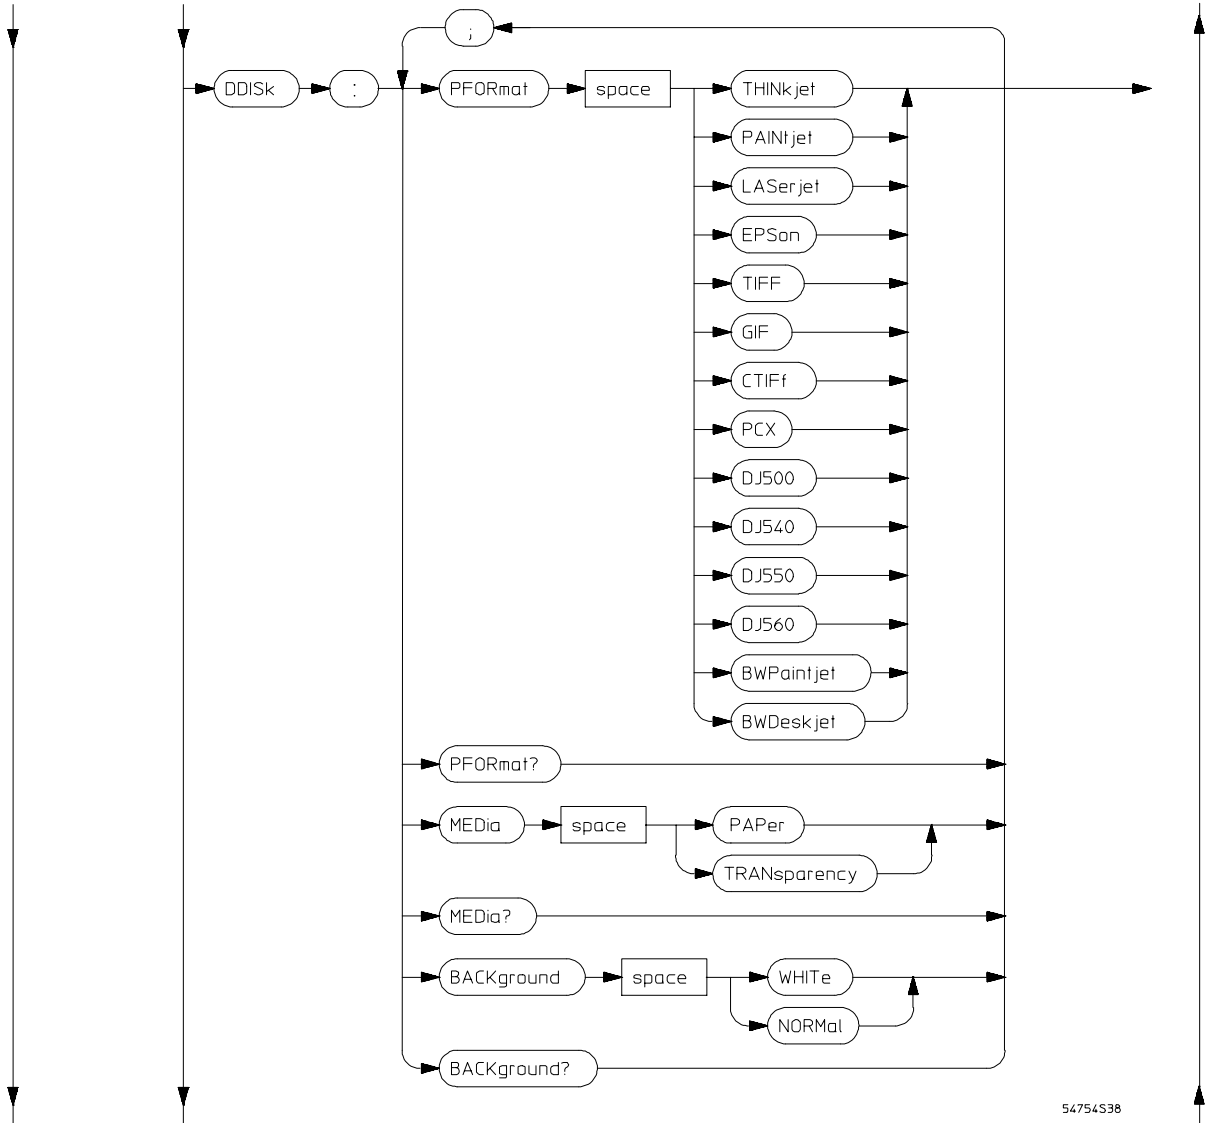 ;
DDISk : PFORmat space THINkjet
PAINtjet
LASerjet
EPSon
TIFF
GIF
CTIFf
PCX
DJ500
DJ540
DJ550
DJ560
BWPaintjet
BWDeskjet
PFORmat?
MEDia space PAPer
TRANsparency
MEDia?
BACKground space WHITe
NORMal
BACKground?
54754S38